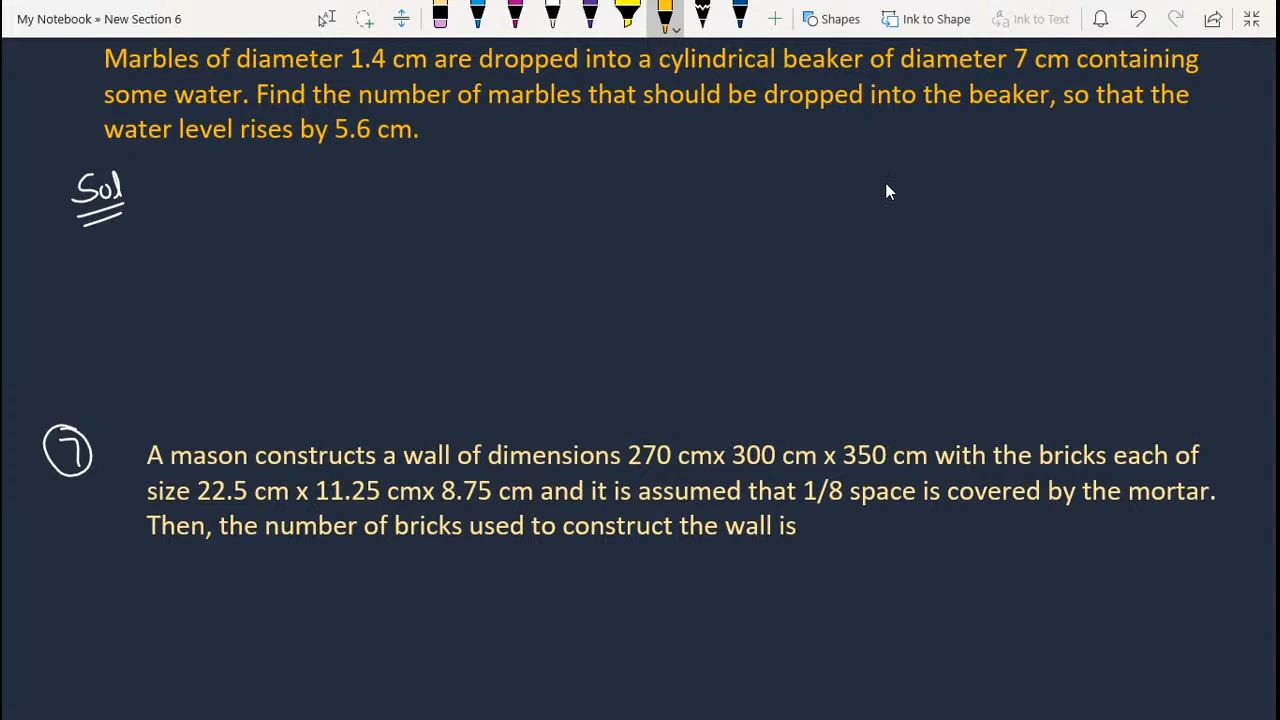 My Notebook » New Section 6
Shapes
Ink to Shape
Ink to Text
Marbles of diameter 1.4 cm are dropped into a cylindrical beaker of diameter 7 cm containing
some water. Find the number of marbles that should be dropped into the beaker, so that the
water level rises by 5.6 cm.
Sol
7
A mason constructs a wall of dimensions 270 cmx 300 cm x 350 cm with the bricks each of
size 22.5 cm x 11.25 cmx 8.75 cm and it is assumed that 1/8 space is covered by the mortar.
Then, the number of bricks used to construct the wall is